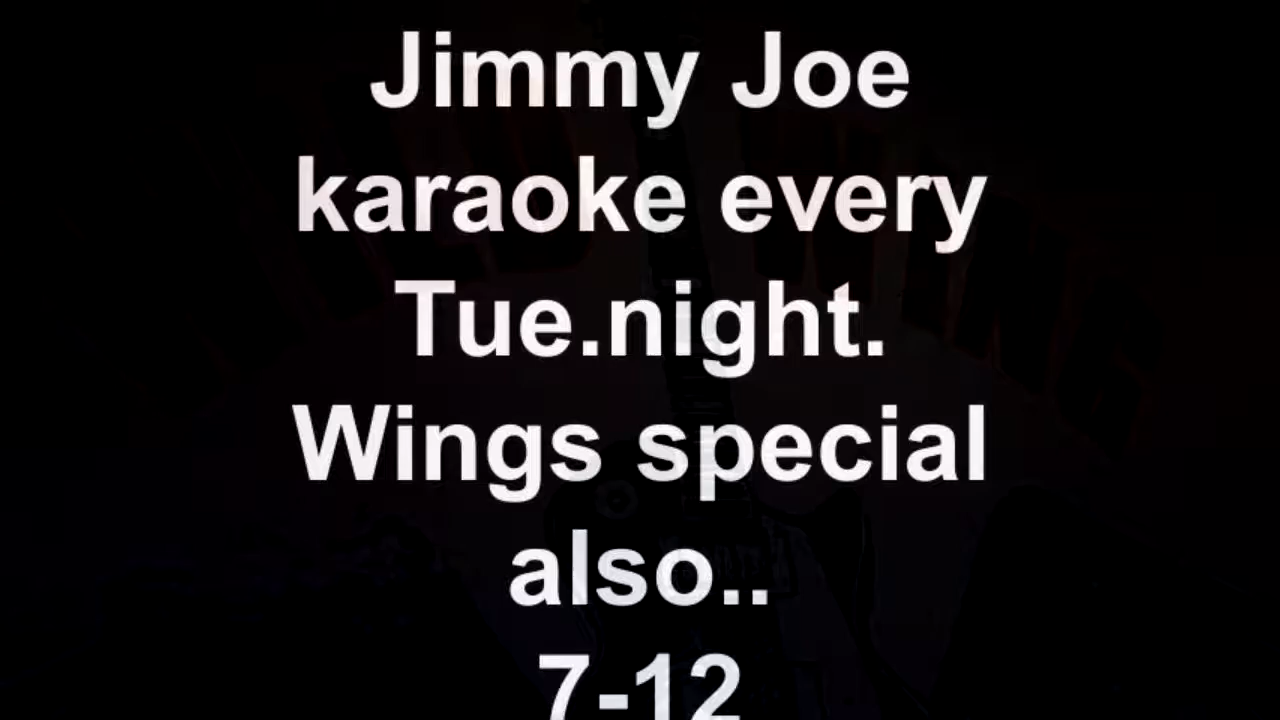 Jimmy Joe
karaoke every
Tue.night.
Wings special
also..
7-12